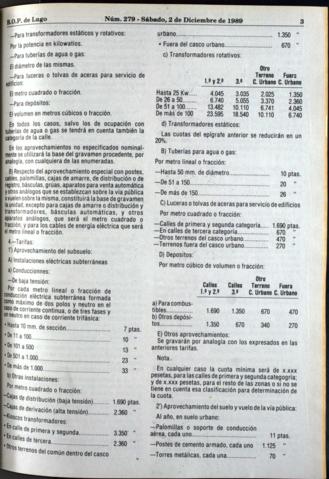 B.O.P. de Lugo
Núm. 279 - Sábado, 2 de Diciembre de 1989
3
—Para transformadores estáticos y rotativos:
Por la potencia en kilowatios.
—Para tuberías de agua o gas:
El diámetro de las mismas.
—Para luceras o tolvas de aceras para servicio de
edificación:
El metro cuadrado o fracción.
—Para depósitos:
El volumen en metros cúbicos o fracción.
En todos los casos, salvo los de ocupación con
tuberías de agua o gas se tendrá en cuenta también la
categoría de la calle.
En los aprovechamientos no especificados nominal-
mente se utilizará la base del gravamen procedente, por
analogía, con cualquiera de las enumeradas.
B) Respecto del aprovechamiento especial con postes,
cables, palomillas, cajas de amarre, de distribución o de
registro, básculas, grúas, aparatos para venta automática
y otros análogos que se establezcan sobre la vía pública
o vuelen sobre la misma, constituirá la base de gravamen
la unidad, excepto para cajas de amarre o distribución y
transformadores, básculas automáticas, y otros
aparatos análogos, que será el metro cuadrado o
fracción, y para los cables de energía eléctrica que será
el metro lineal o fracción.
4.—Tarifas:
1º) Aprovechamiento del subsuelo:
A) Instalaciones eléctricas subterráneas
a) Conducciones:
—De baja tensión:
Por cada metro lineal o fracción de
conducción eléctrica subterránea formada
como máximo de dos polos y neutro en el
caso de corriente continua, o de tres fases y
neutro en caso de corriente trifásica:
• Hasta 10 mm. de sección 7 ptas.
• De 11 a 100 10 "
• De 101 a 500 13 "
• De 501 a 1.000 23 "
• De más de 1.000 33 "
b) Otras instalaciones:
Por metro cuadrado o fracción:
—Cajas de distribución (baja tensión) 1.690 ptas.
—Cajas de derivación (alta tensión) 2.360 "
—Kioscos transformadores:
• En calle de primera y segunda 3.350 "
• En calles de tercera 2.360 "
• Otros terrenos del común dentro del casco
urbano 1.350 "
• Fuera del casco urbano 670 "
c) Transformadores rotativos:
Otro
Terreno Fuera
1.ª y 2.ª 3.ª C. Urbano C. Urbano
Hasta 25 Kw 4.045 3.035 2.025 1.350
De 26 a 50 6.740 5.055 3.370 2.360
De 51 a 100 13.482 10.110 6.741 4.045
De más de 100 23.595 18.540 10.110 6.740
d) Transformadores estáticos:
Las cuotas del epígrafe anterior se reducirán en un
20%.
B) Tuberías para agua o gas:
Por metro lineal o fracción:
—Hasta 50 mm. de diámetro 10 ptas.
—De 51 a 150 20 "
—De más de 150 26 "
C) Luceras o tolvas de aceras para servicio de edificios
Por metro cuadrado o fracción:
—Calles de primera y segunda categoría 1.690 ptas.
—En calles de tercera categoría 670 "
—Otros terrenos del casco urbano 470 "
—Terrenos fuera del casco urbano 270 "
D) Depósitos:
Por metro cúbico de volumen o fracción:
Otro
Calles Calles Terreno Fuera
1.ª y 2.ª 3.ª C. Urbano C. Urbano
a) Para combus-
tibles 1.690 1.350 670 470
b) Otros depósi-
tos 1.350 670 340 270
E) Otros aprovechamientos:
Se gravarán por analogía con los expresados en las
anteriores tarifas.
Nota.
En cualquier caso la cuota mínima será de x.xxx
pesetas, para las calles de primera y segunda categoría;
y de x.xxx pesetas, para el resto de las zonas o si no se
tiene en cuenta esa clasificación para determinación de
la cuota.
2º) Aprovechamiento del suelo y vuelo de la vía pública:
Al año, en suelo urbano:
—Palomillas o soporte de conducción
aérea, cada uno 11 ptas.
—Postes de cemento armado, cada uno 1.125 "
—Torres metálicas, cada una 70 "